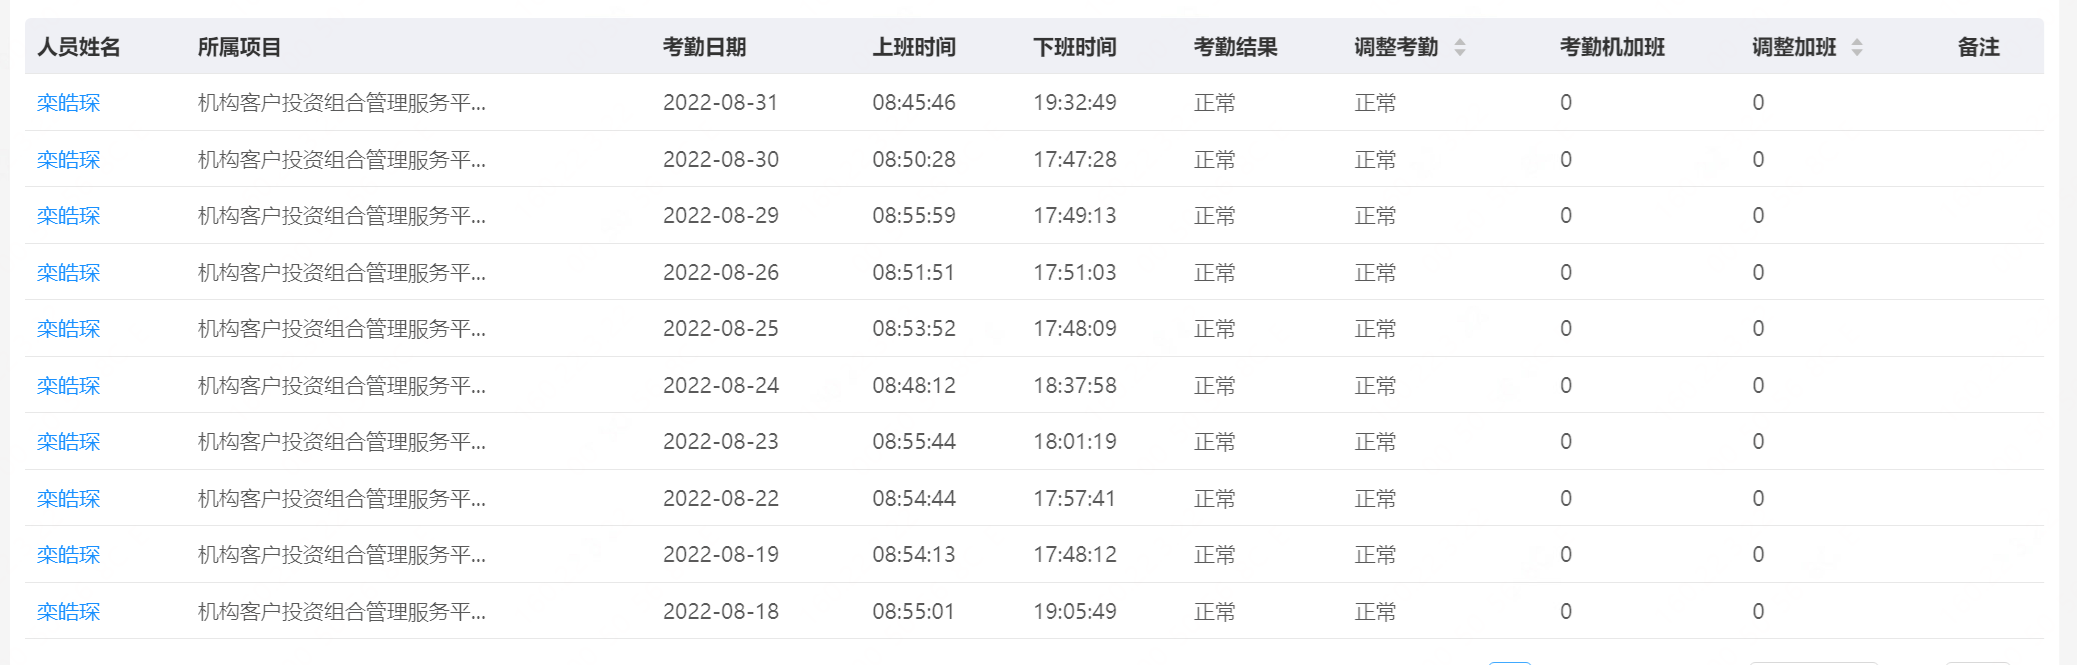 人员姓名 所属项目 考勤日期 上班时间 下班时间 考勤结果 调整考勤 考勤机加班 调整加班 备注
栾皓琛 机构客户投资组合管理服务平... 2022-08-31 08:45:46 19:32:49 正常 正常 0 0
栾皓琛 机构客户投资组合管理服务平... 2022-08-30 08:50:28 17:47:28 正常 正常 0 0
栾皓琛 机构客户投资组合管理服务平... 2022-08-29 08:55:59 17:49:13 正常 正常 0 0
栾皓琛 机构客户投资组合管理服务平... 2022-08-26 08:51:51 17:51:03 正常 正常 0 0
栾皓琛 机构客户投资组合管理服务平... 2022-08-25 08:53:52 17:48:09 正常 正常 0 0
栾皓琛 机构客户投资组合管理服务平... 2022-08-24 08:48:12 18:37:58 正常 正常 0 0
栾皓琛 机构客户投资组合管理服务平... 2022-08-23 08:55:44 18:01:19 正常 正常 0 0
栾皓琛 机构客户投资组合管理服务平... 2022-08-22 08:54:44 17:57:41 正常 正常 0 0
栾皓琛 机构客户投资组合管理服务平... 2022-08-19 08:54:13 17:48:12 正常 正常 0 0
栾皓琛 机构客户投资组合管理服务平... 2022-08-18 08:55:01 19:05:49 正常 正常 0 0